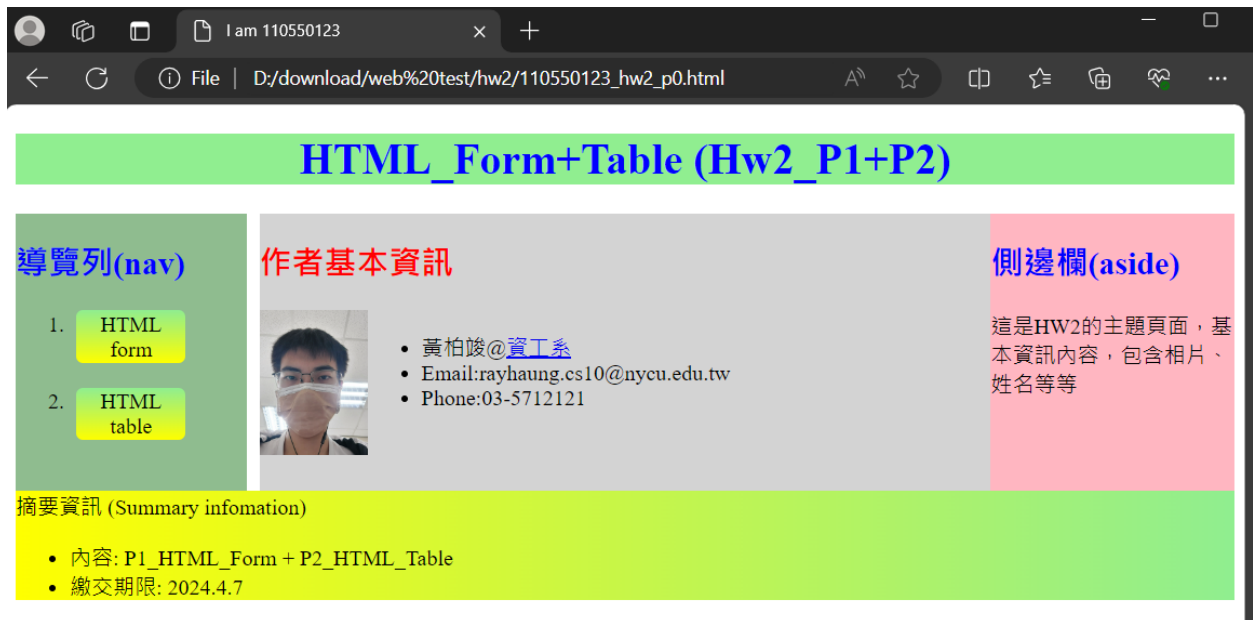 I am 110550123
File | D:/download/web%20test/hw2/110550123_hw2_p0.html
HTML_Form+Table (Hw2_P1+P2)
導覽列(nav)
1. HTML
form
2. HTML
table
作者基本資訊
黃柏竣@資工系
Email:rayhaung.cs10@nycu.edu.tw
Phone:03-5712121
側邊欄(aside)
這是HW2的主題頁面，基
本資訊內容，包含相片、
姓名等等
摘要資訊 (Summary infomation)
內容: P1_HTML_Form + P2_HTML_Table
繳交期限: 2024.4.7